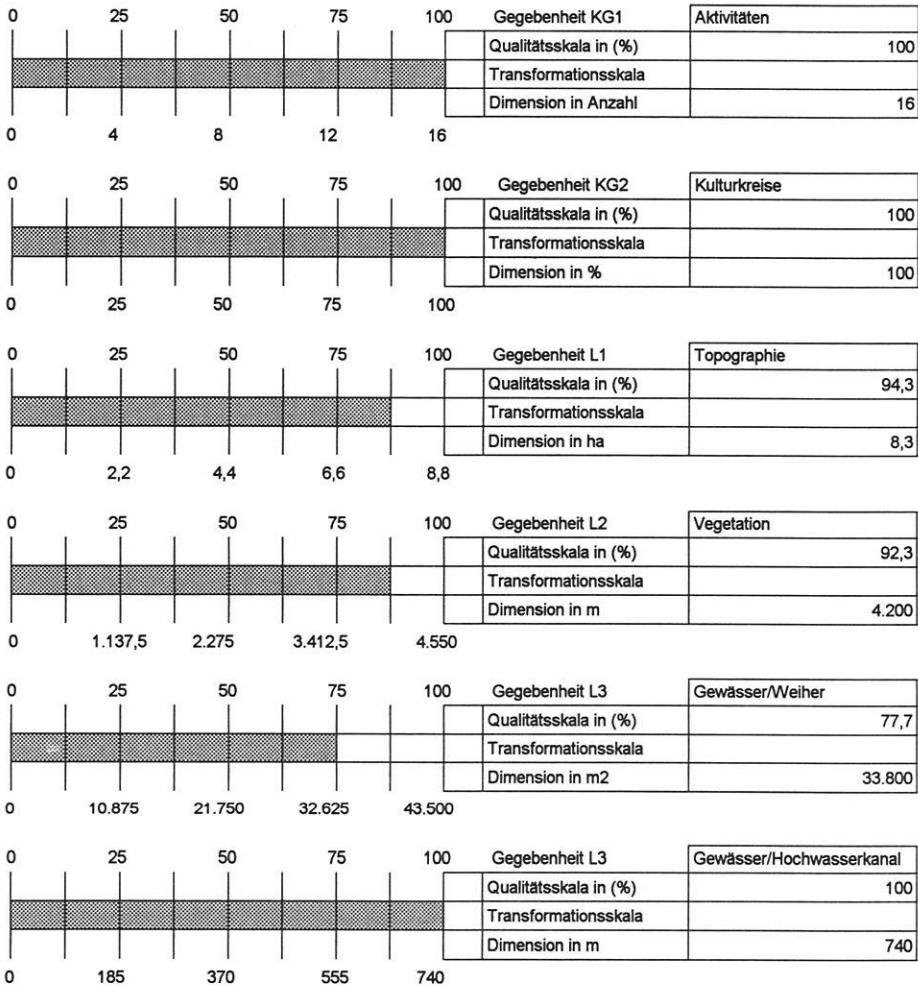 0 25 50 75 100 Gegebenheit KG1 Aktivitäten
Qualitätsskala in (%) 100
Transformationsskala
Dimension in Anzahl 16
0 4 8 12 16
0 25 50 75 100 Gegebenheit KG2 Kulturkreise
Qualitätsskala in (%) 100
Transformationsskala
Dimension in % 100
0 25 50 75 100
0 25 50 75 100 Gegebenheit L1 Topographie
Qualitätsskala in (%) 94,3
Transformationsskala
Dimension in ha 8,3
0 2,2 4,4 6,6 8,8
0 25 50 75 100 Gegebenheit L2 Vegetation
Qualitätsskala in (%) 92,3
Transformationsskala
Dimension in m 4.200
0 1.137,5 2.275 3.412,5 4.550
0 25 50 75 100 Gegebenheit L3 Gewässer/Weiher
Qualitätsskala in (%) 77,7
Transformationsskala
Dimension in m2 33.800
0 10.875 21.750 32.625 43.500
0 25 50 75 100 Gegebenheit L3 Gewässer/Hochwasserkanal
Qualitätsskala in (%) 100
Transformationsskala
Dimension in m 740
0 185 370 555 740